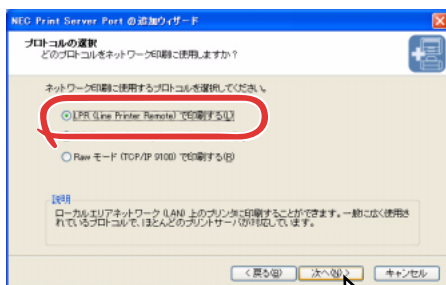 NEC Print Server Port の追加ウィザード
プロトコルの選択
どのプロトコルをネットワーク印刷に使用しますか？
ネットワーク印刷に使用するプロトコルを選択してください。
LPR (Line Printer Remote) で印刷する(L)
Raw モード (TCP/IP 9100) で印刷する(R)
説明
ローカルエリアネットワーク (LAN) 上のプリンタに印刷することができます。一般に広く使用さ
れているプロトコルで、ほとんどのプリントサーバが対応しています。
< 戻る(B)
次へ(N) >
キャンセル